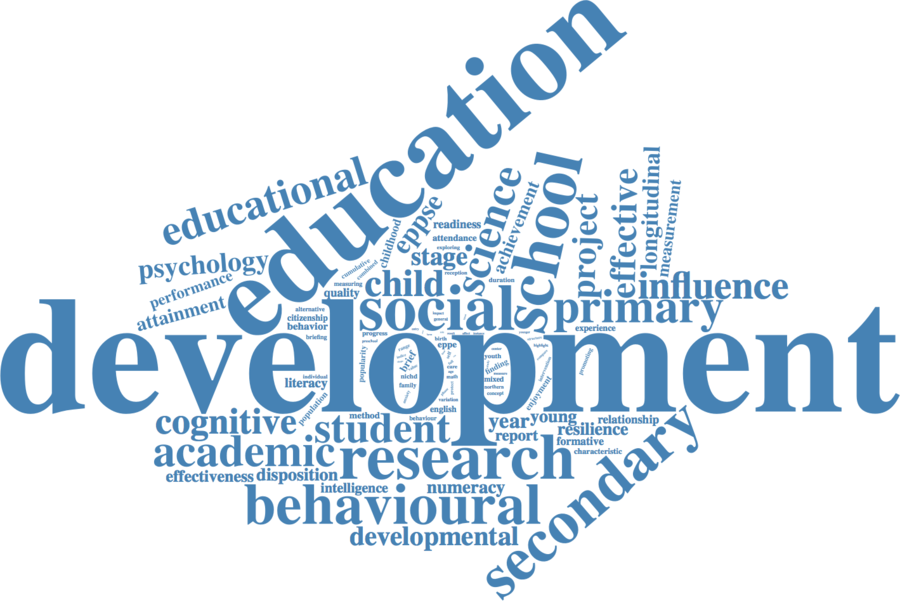 education
educational
school
science
achievement
effective
longitudinal
measurement
project
eppse
childhood
readiness
attendance
exploring
stage
reception
duration
psychology
performance
attainment
cumulative
combined
measuring
quality
child
influence
social
primary
experience
alternative
citizenship
behavior
briefing
development
progress
preschool
popularity
impact
general
birth
eppe
brief
range
nichd
family
care
math
variation
english
behaviour
youth
finding
mixed
northern
concept
highlight
enjoyment
promoting
individual
literacy
population
cognitive
method
student
year
young
relationship
resilience
report
formative
characteristic
academic
research
effectiveness
disposition
intelligence
numeracy
behavioural
developmental
secondary